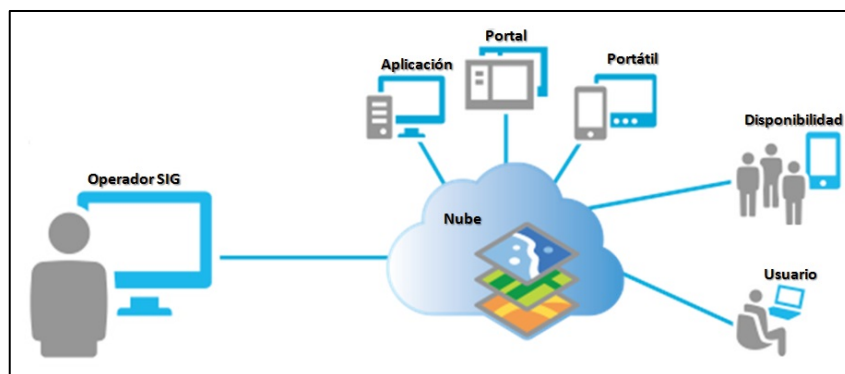 Portal
Aplicación
Portátil
Disponibilidad
Operador SIG
Nube
Usuario